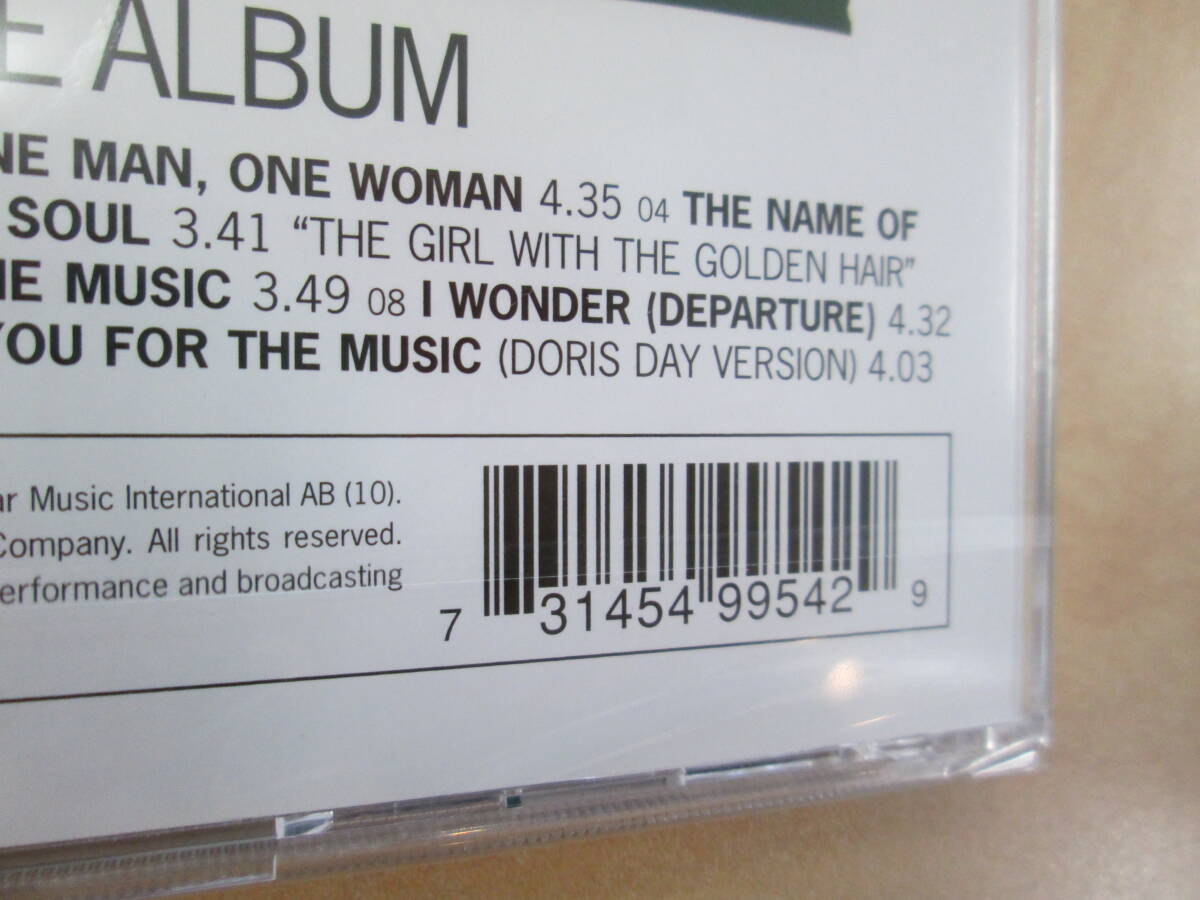 E ALBUM
NE MAN, ONE WOMAN 4.35 04 THE NAME OF
SOUL 3.41 “THE GIRL WITH THE GOLDEN HAIR”
HE MUSIC 3.49 08 I WONDER (DEPARTURE) 4.32
YOU FOR THE MUSIC (DORIS DAY VERSION) 4.03
ar Music International AB (10).
Company. All rights reserved.
erformance and broadcasting
7 31454 99542 9